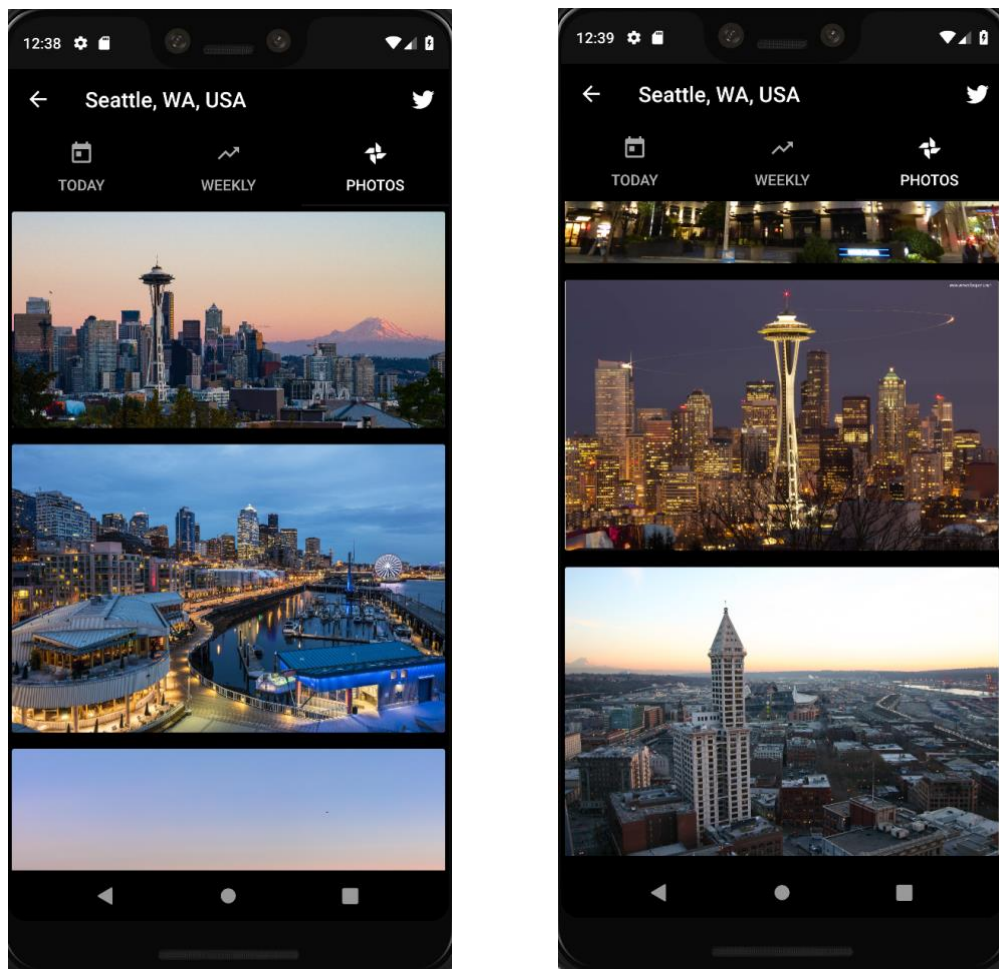 12:38
Seattle, WA, USA
TODAY
WEEKLY
PHOTOS
12:39
Seattle, WA, USA
TODAY
WEEKLY
PHOTOS